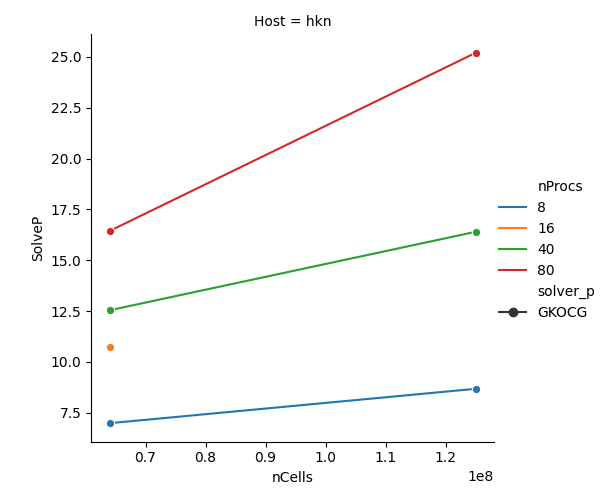 Host = hkn
25.0
22.5
20.0
17.5
15.0
12.5
10.0
7.5
SolveP
0.7 0.8 0.9 1.0 1.1 1.2
1e8
nCells
nProcs
8
16
40
80
solver_p
GKOCG